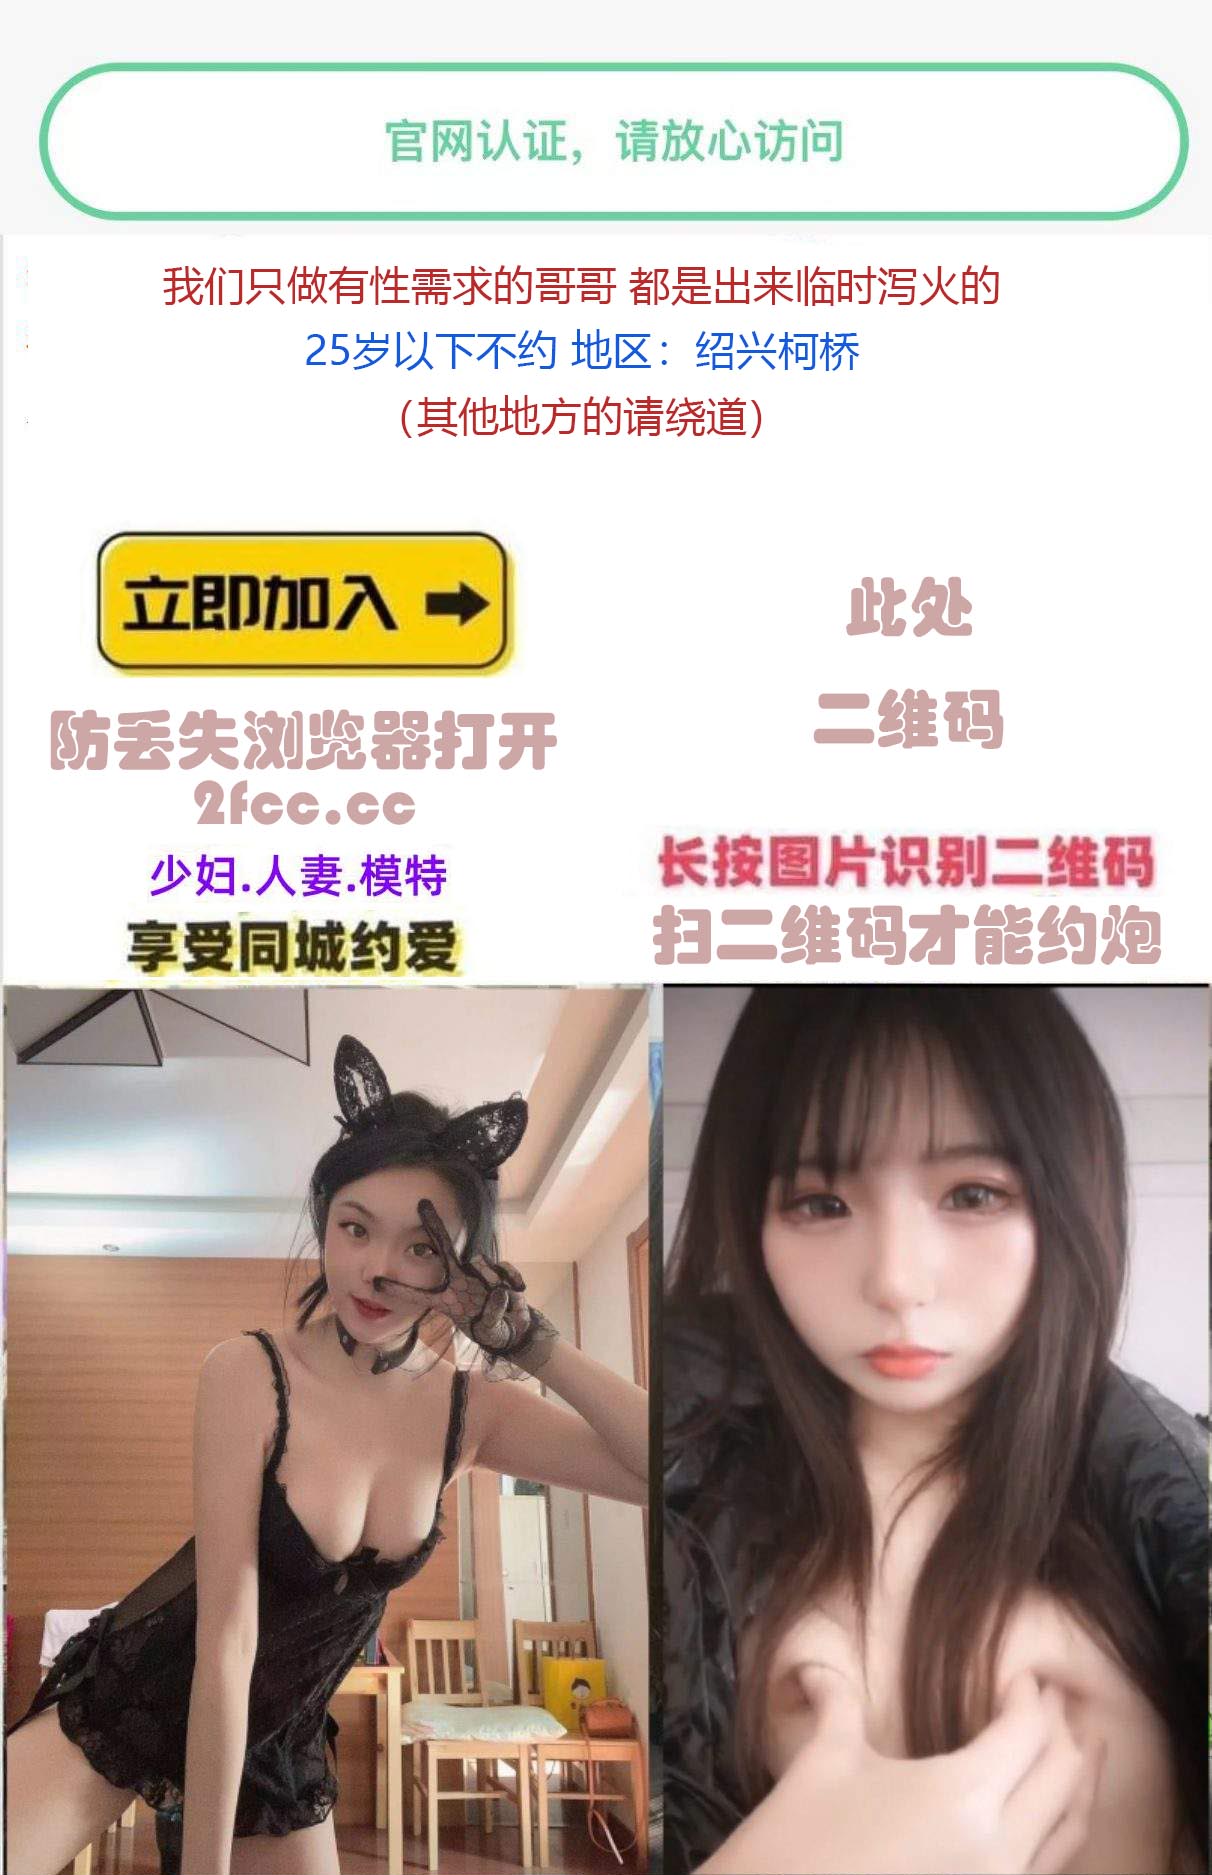 官网认证，请放心访问
我们只做有性需求的哥哥 都是出来临时泻火的
25岁以下不约 地区：绍兴柯桥
（其他地方的请绕道）
立即加入
防丢失浏览器打开
2fcc.cc
少妇.人妻.模特
享受同城约爱
此处
二维码
长按图片识别二维码
扫二维码才能约炮